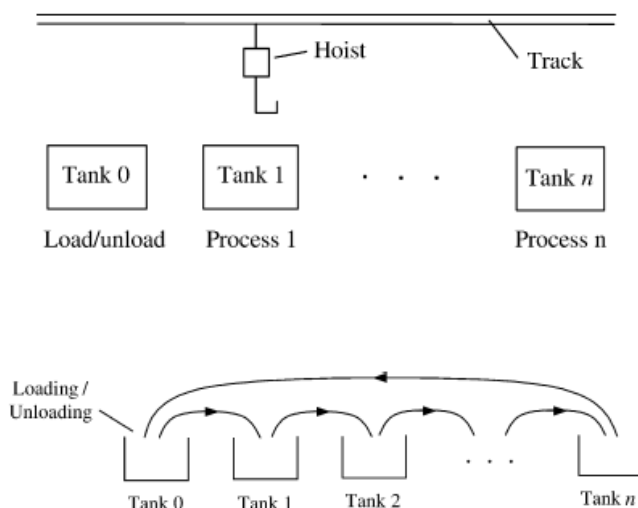 Hoist
Track
Tank 0
Tank 1
. . .
Tank n
Load/unload
Process 1
Process n
Loading /
Unloading
. . .
Tank 0
Tank 1
Tank 2
Tank n